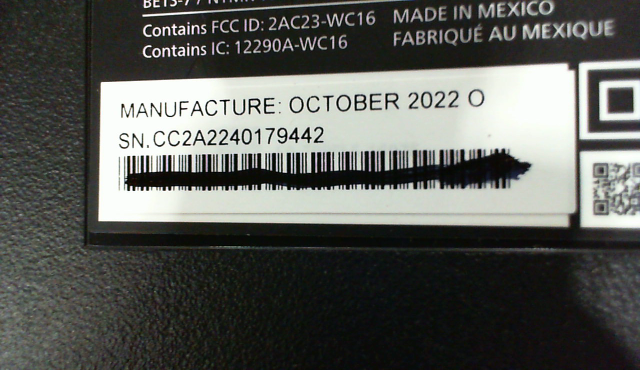 Contains FCC ID: 2AC23-WC16
Contains IC: 12290A-WC16
MADE IN MEXICO
FABRIQUÉ AU MEXIQUE
MANUFACTURE: OCTOBER 2022 O
SN.CC2A2240179442